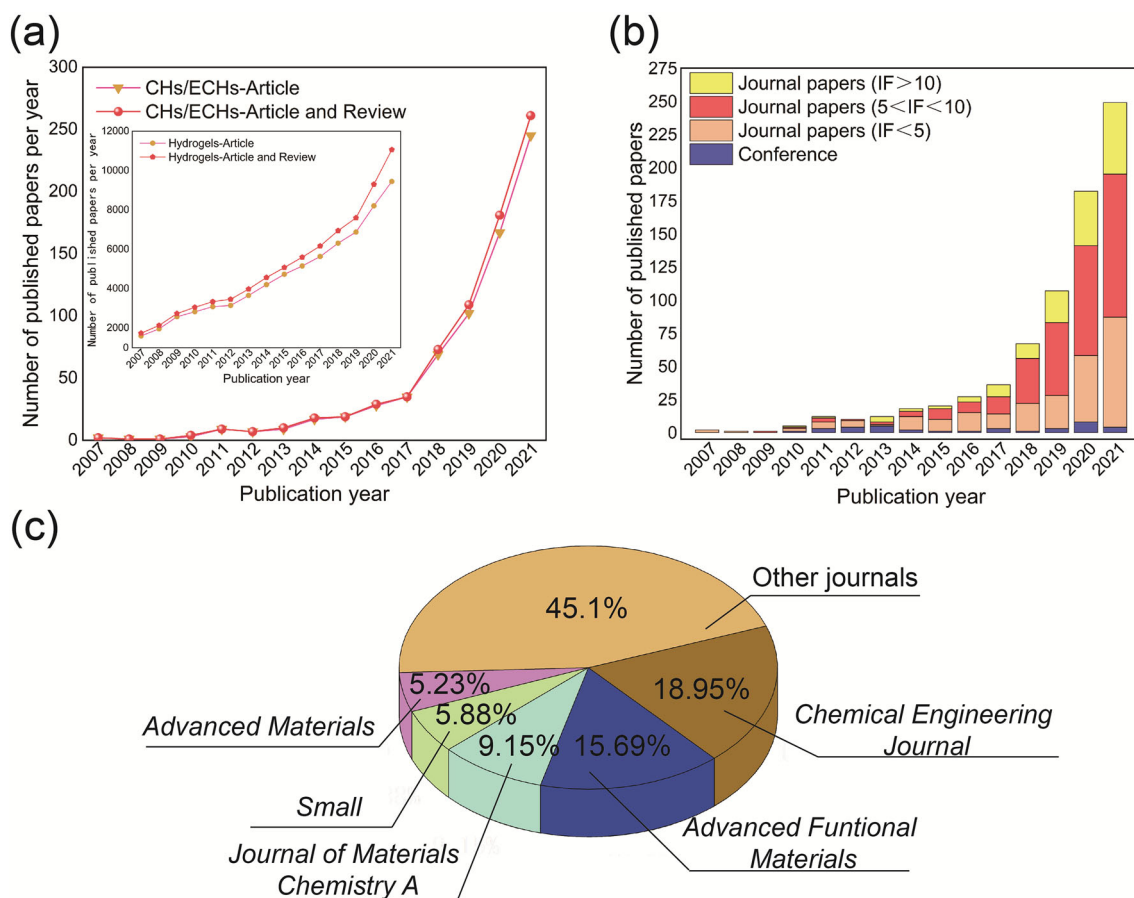 (a)
300
250
200
150
100
50
0
Number of published papers per year
CHs/ECHs-Article
CHs/ECHs-Article and Review
12000
10000
8000
6000
4000
2000
0
Number of published papers per year
Hydrogels-Article
Hydrogels-Article and Review
2007 2008 2009 2010 2011 2012 2013 2014 2015 2016 2017 2018 2019 2020 2021
Publication year
2007 2008 2009 2010 2011 2012 2013 2014 2015 2016 2017 2018 2019 2020 2021
Publication year
(b)
275
250
225
200
175
150
125
100
75
50
25
0
Number of published papers
Journal papers (IF>10)
Journal papers (5<IF<10)
Journal papers (IF<5)
Conference
2007 2008 2009 2010 2011 2012 2013 2014 2015 2016 2017 2018 2019 2020 2021
Publication year
(c)
Other journals
45.1%
18.95%
Chemical Engineering
Journal
5.23%
Advanced Materials
5.88%
Small
9.15%
Journal of Materials
Chemistry A
15.69%
Advanced Funtional
Materials